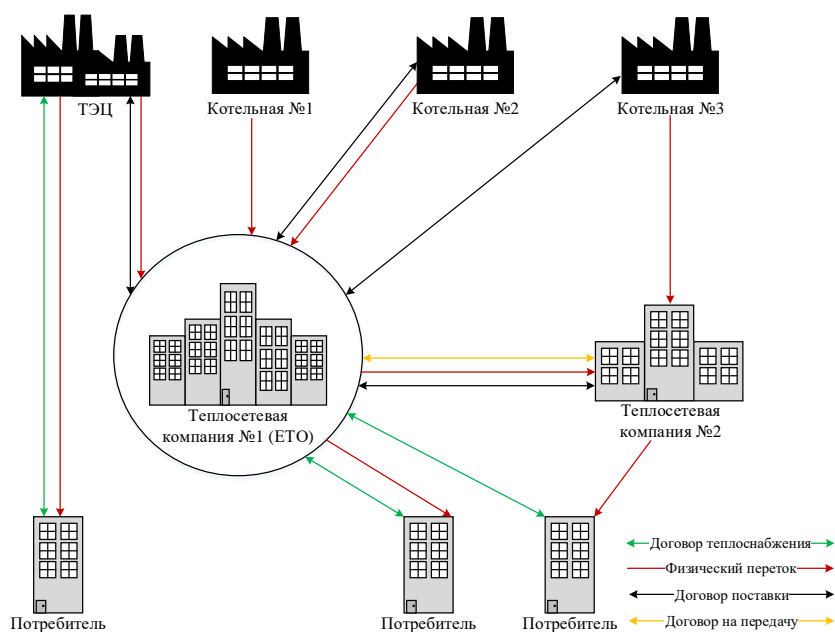 ТЭЦ
Котельная №1
Котельная №2
Котельная №3
Теплосетевая
компания №1 (ЕТО)
Теплосетевая
компания №2
Потребитель
Потребитель
Потребитель
Договор теплоснабжения
Физический переток
Договор поставки
Договор на передачу